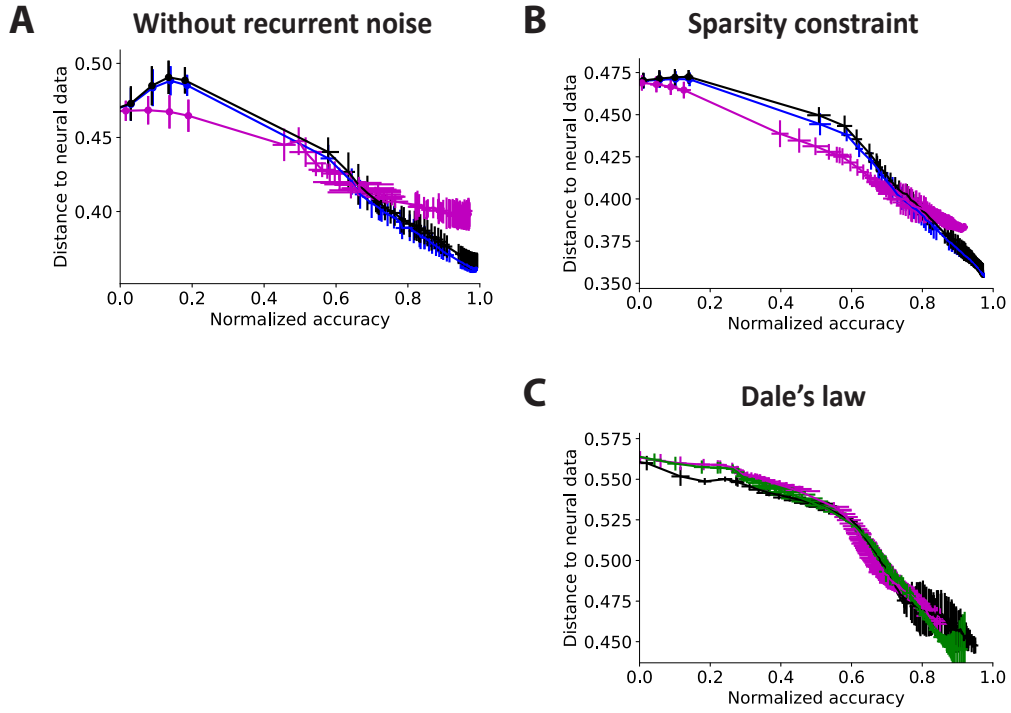 A
Without recurrent noise
Distance to neural data
0.50
0.45
0.40
0.0 0.2 0.4 0.6 0.8 1.0
Normalized accuracy
B
Sparsity constraint
Distance to neural data
0.475
0.450
0.425
0.400
0.375
0.350
0.0 0.2 0.4 0.6 0.8 1.0
Normalized accuracy
C
Dale's law
Distance to neural data
0.575
0.550
0.525
0.500
0.475
0.450
0.0 0.2 0.4 0.6 0.8 1.0
Normalized accuracy